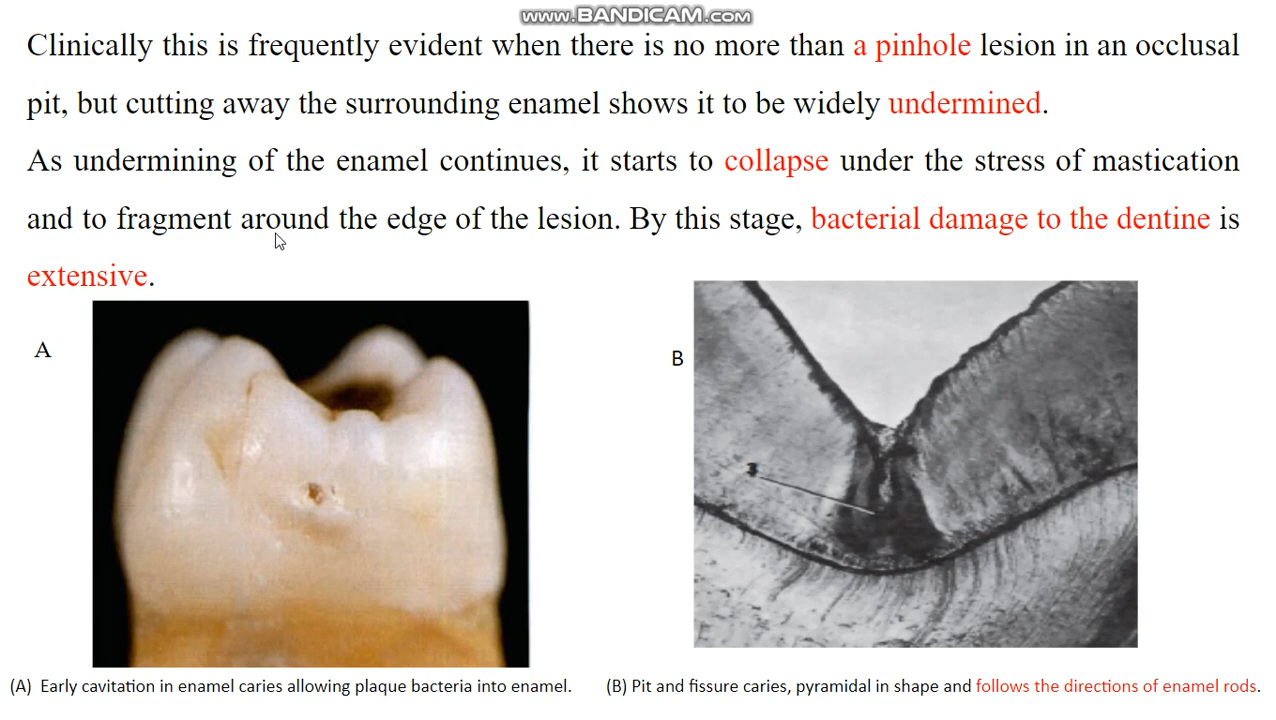 www.BANDICAM.com
Clinically this is frequently evident when there is no more than a pinhole lesion in an occlusal
pit, but cutting away the surrounding enamel shows it to be widely undermined.
As undermining of the enamel continues, it starts to collapse under the stress of mastication
and to fragment around the edge of the lesion. By this stage, bacterial damage to the dentine is
extensive.
A
B
(A) Early cavitation in enamel caries allowing plaque bacteria into enamel.
(B) Pit and fissure caries, pyramidal in shape and follows the directions of enamel rods.